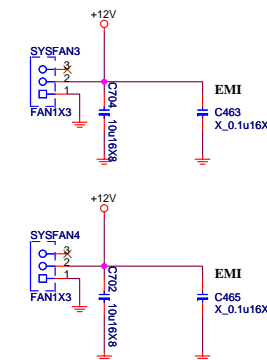 +12V
SYSFAN3
3
2
1
FAN1X3
C704
10u16X8
EMI
C463
X_0.1u16X
+12V
SYSFAN4
3
2
1
FAN1X3
C702
10u16X8
EMI
C465
X_0.1u16X